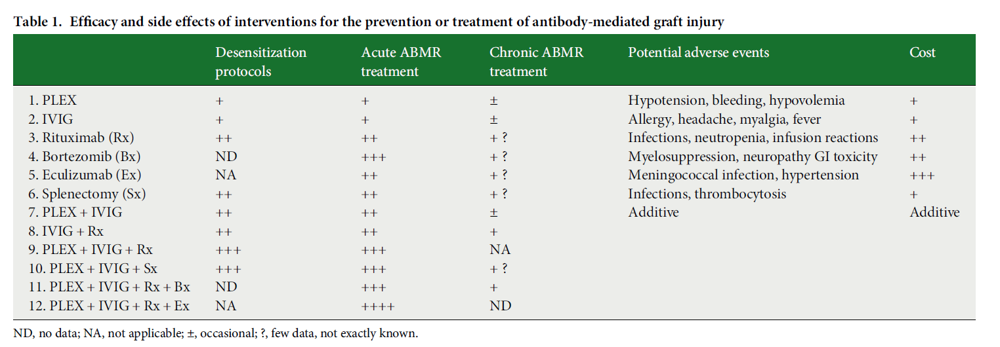 Table 1. Efficacy and side effects of interventions for the prevention or treatment of antibody-mediated graft injury
Desensitization protocols Acute ABMR treatment Chronic ABMR treatment Potential adverse events Cost
1. PLEX + + ± Hypotension, bleeding, hypovolemia +
2. IVIG + + ± Allergy, headache, myalgia, fever +
3. Rituximab (Rx) ++ ++ + ? Infections, neutropenia, infusion reactions ++
4. Bortezomib (Bx) ND +++ + ? Myelosuppression, neuropathy GI toxicity ++
5. Eculizumab (Ex) NA ++ + ? Meningococcal infection, hypertension +++
6. Splenectomy (Sx) ++ ++ + ? Infections, thrombocytosis +
7. PLEX + IVIG ++ ++ ± Additive Additive
8. IVIG + Rx ++ ++ +
9. PLEX + IVIG + Rx +++ +++ NA
10. PLEX + IVIG + Sx +++ +++ + ?
11. PLEX + IVIG + Rx + Bx ND +++ +
12. PLEX + IVIG + Rx + Ex NA ++++ ND
ND, no data; NA, not applicable; ±, occasional; ?, few data, not exactly known.